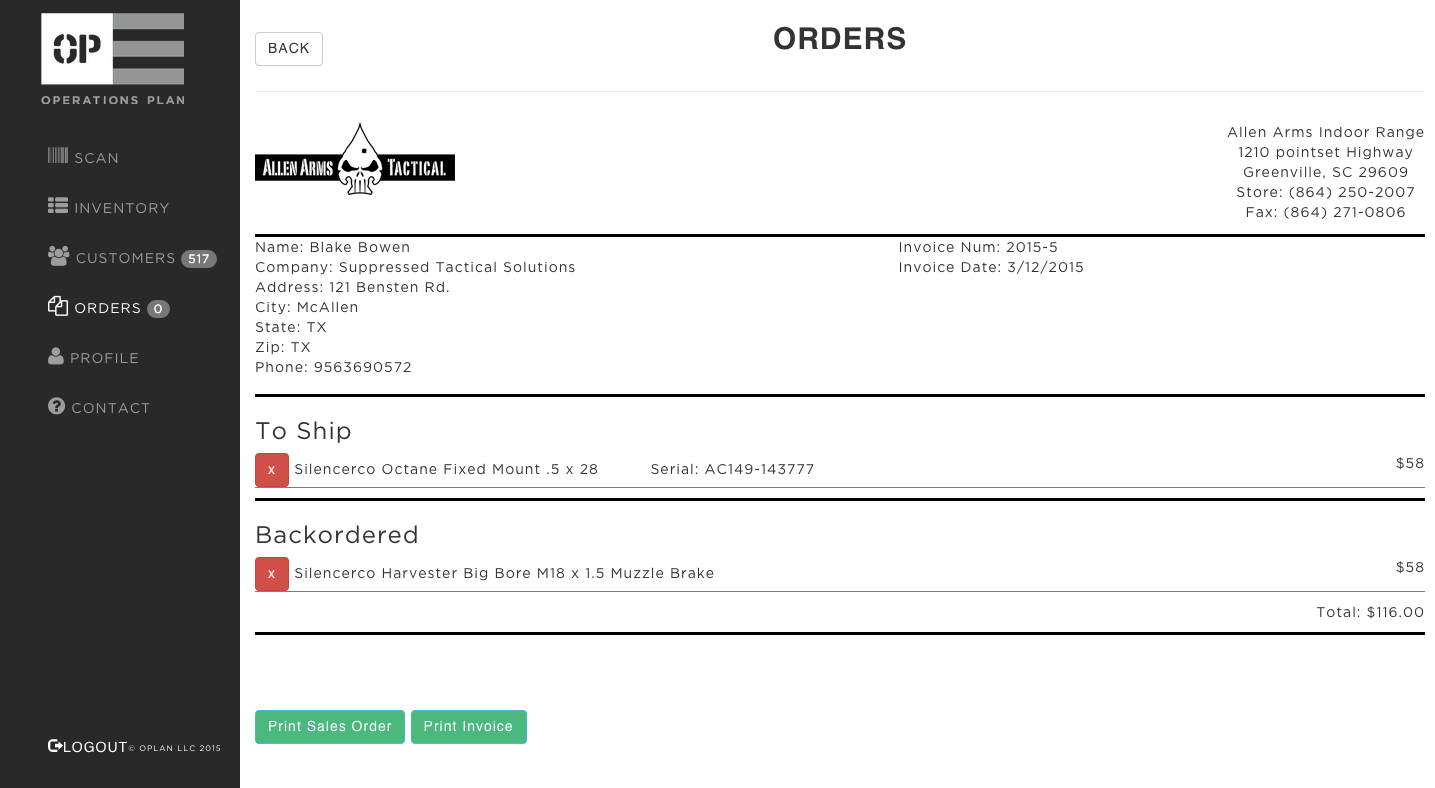 OP
OPERATIONS PLAN
SCAN
INVENTORY
CUSTOMERS 517
ORDERS 0
PROFILE
CONTACT
LOGOUT © OPLAN LLC 2015
BACK
ORDERS
ALLEN ARMS TACTICAL
Allen Arms Indoor Range
1210 pointset Highway
Greenville, SC 29609
Store: (864) 250-2007
Fax: (864) 271-0806
Name: Blake Bowen
Company: Suppressed Tactical Solutions
Address: 121 Bensten Rd.
City: McAllen
State: TX
Zip: TX
Phone: 9563690572
Invoice Num: 2015-5
Invoice Date: 3/12/2015
To Ship
x Silencerco Octane Fixed Mount .5 x 28 Serial: AC149-143777 $58
Backordered
x Silencerco Harvester Big Bore M18 x 1.5 Muzzle Brake $58
Total: $116.00
Print Sales Order Print Invoice